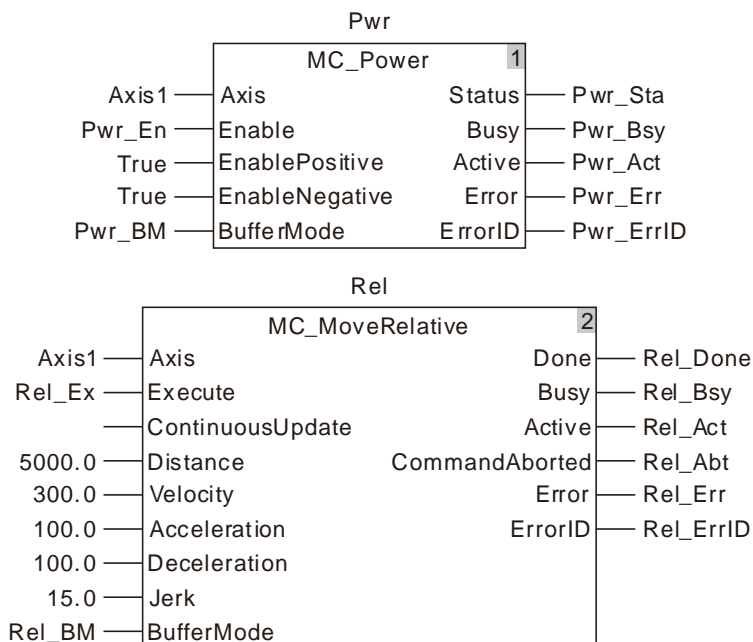 Pwr
MC_Power 1
Axis1 Axis Status Pwr_Sta
Pwr_En Enable Busy Pwr_Bsy
True EnablePositive Active Pwr_Act
True EnableNegative Error Pwr_Err
Pwr_BM BufferMode ErrorID Pwr_ErrID
Rel
MC_MoveRelative 2
Axis1 Axis Done Rel_Done
Rel_Ex Execute Busy Rel_Bsy
ContinuousUpdate Active Rel_Act
5000.0 Distance CommandAborted Rel_Abt
300.0 Velocity Error Rel_Err
100.0 Acceleration ErrorID Rel_ErrID
100.0 Deceleration
15.0 Jerk
Rel_BM BufferMode